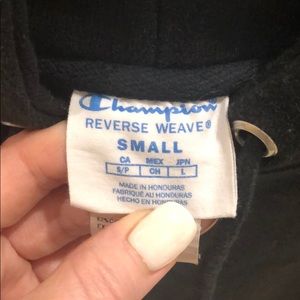 Champion
REVERSE WEAVE®
SMALL
CA MEX JPN
S/P CH L
MADE IN HONDURAS
FABRIQUÉ AU HONDURAS
HECHO EN HONDURAS